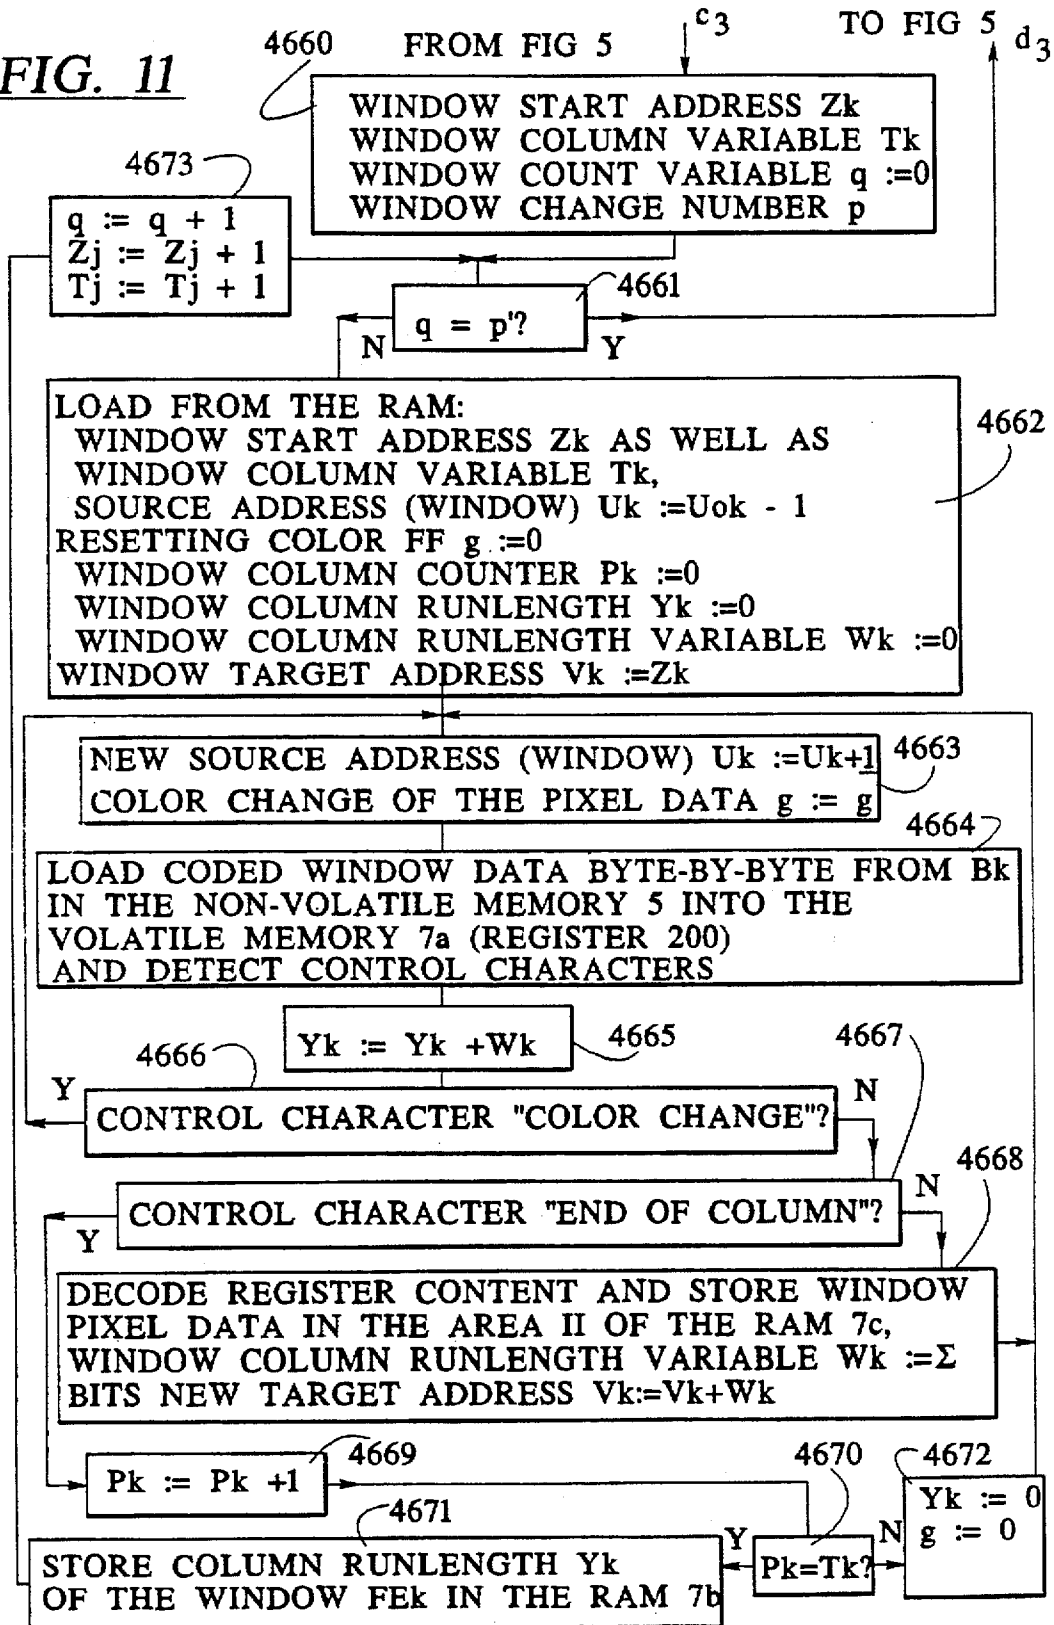 FIG. 11
4660
FROM FIG 5
c3
TO FIG 5
d3
WINDOW START ADDRESS Zk
WINDOW COLUMN VARIABLE Tk
WINDOW COUNT VARIABLE q :=0
WINDOW CHANGE NUMBER p
4673
q := q + 1
Zj := Zj + 1
Tj := Tj + 1
4661
q = p'?
N
Y
4662
LOAD FROM THE RAM:
WINDOW START ADDRESS Zk AS WELL AS
WINDOW COLUMN VARIABLE Tk,
SOURCE ADDRESS (WINDOW) Uk :=Uok - 1
RESETTING COLOR FF g :=0
WINDOW COLUMN COUNTER Pk :=0
WINDOW COLUMN RUNLENGTH Yk :=0
WINDOW COLUMN RUNLENGTH VARIABLE Wk :=0
WINDOW TARGET ADDRESS Vk :=Zk
4663
NEW SOURCE ADDRESS (WINDOW) Uk :=Uk+1
COLOR CHANGE OF THE PIXEL DATA g := g̅
4664
LOAD CODED WINDOW DATA BYTE-BY-BYTE FROM Bk
IN THE NON-VOLATILE MEMORY 5 INTO THE
VOLATILE MEMORY 7a (REGISTER 200)
AND DETECT CONTROL CHARACTERS
Yk := Yk +Wk
4665
4666
4667
Y
CONTROL CHARACTER "COLOR CHANGE"?
N
4668
CONTROL CHARACTER "END OF COLUMN"?
N
Y
DECODE REGISTER CONTENT AND STORE WINDOW
PIXEL DATA IN THE AREA II OF THE RAM 7c,
WINDOW COLUMN RUNLENGTH VARIABLE Wk :=Σ
BITS NEW TARGET ADDRESS Vk:=Vk+Wk
4669
Pk := Pk +1
4670
4672
Yk := 0
g := 0
4671
Y
Pk=Tk?
N
STORE COLUMN RUNLENGTH Yk
OF THE WINDOW FEk IN THE RAM 7b